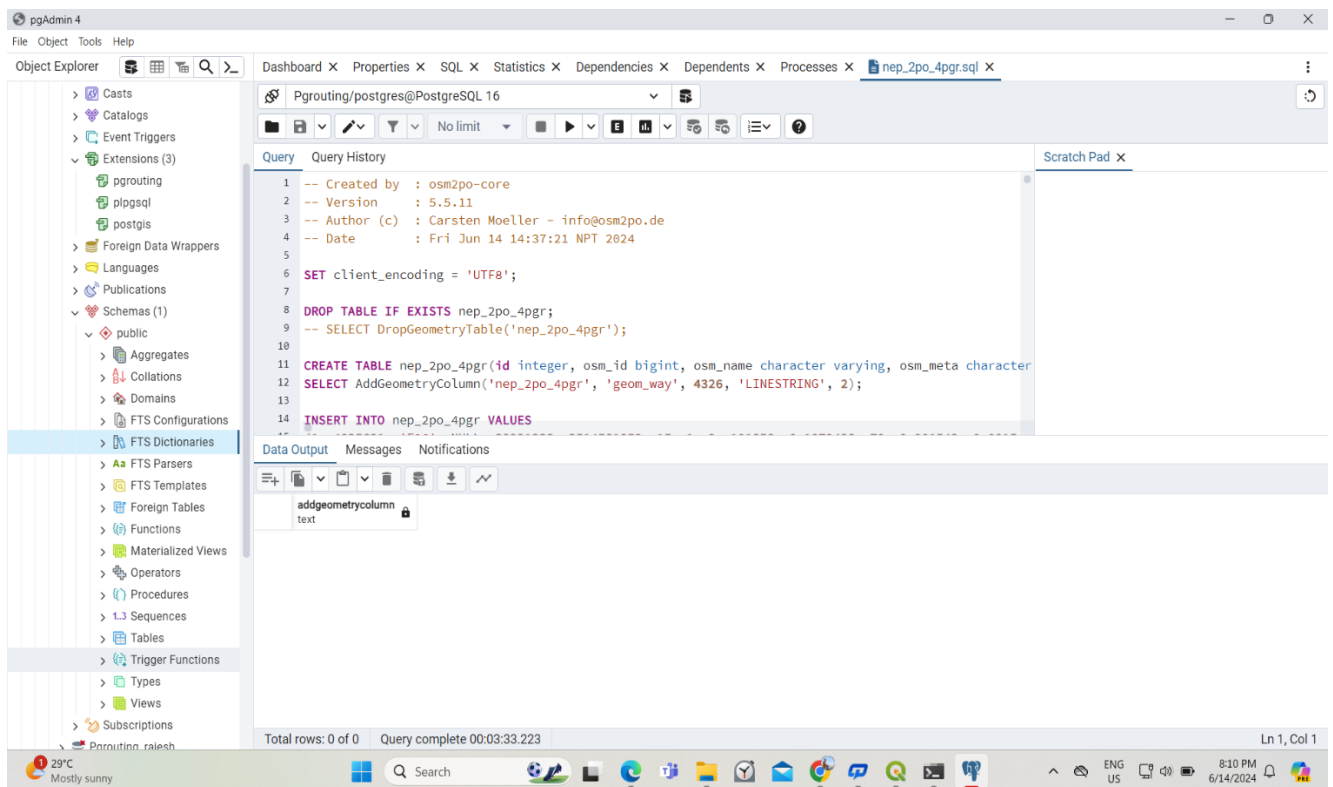 pgAdmin 4
File Object Tools Help
Object Explorer
Dashboard Properties SQL Statistics Dependencies Dependents Processes nep_2po_4pgr.sql
Casts
Catalogs
Event Triggers
Extensions (3)
pgrouting
plpgsql
postgis
Foreign Data Wrappers
Languages
Publications
Schemas (1)
public
Aggregates
Collations
Domains
FTS Configurations
FTS Dictionaries
FTS Parsers
FTS Templates
Foreign Tables
Functions
Materialized Views
Operators
Procedures
1..3 Sequences
Tables
Trigger Functions
Types
Views
Subscriptions
Pgrouting_rajesh
Pgrouting/postgres@PostgreSQL 16
No limit
Query Query History
Scratch Pad
1 -- Created by : osm2po-core
2 -- Version : 5.5.11
3 -- Author (c) : Carsten Moeller - info@osm2po.de
4 -- Date : Fri Jun 14 14:37:21 NPT 2024
5
6 SET client_encoding = 'UTF8';
7
8 DROP TABLE IF EXISTS nep_2po_4pgr;
9 -- SELECT DropGeometryTable('nep_2po_4pgr');
10
11 CREATE TABLE nep_2po_4pgr(id integer, osm_id bigint, osm_name character varying, osm_meta character
12 SELECT AddGeometryColumn('nep_2po_4pgr', 'geom_way', 4326, 'LINESTRING', 2);
13
14 INSERT INTO nep_2po_4pgr VALUES
Data Output Messages Notifications
addgeometrycolumn
text
Total rows: 0 of 0 Query complete 00:03:33.223 Ln 1, Col 1
1
29°C
Mostly sunny
Search
ENG
US
8:10 PM
6/14/2024
PRE